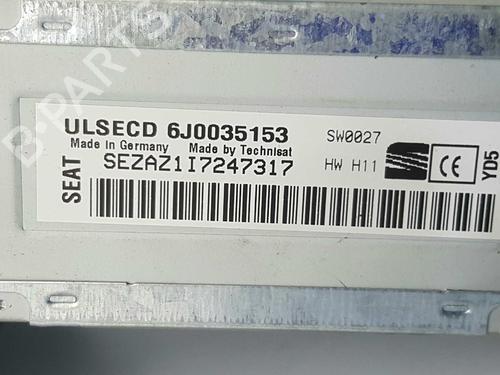 ULSECD 6J0035153
Made in Germany Made by Technisat
SEZAZ1I7247317
SEAT
SW0027
HW H11
CE
YD5
B-PARTS